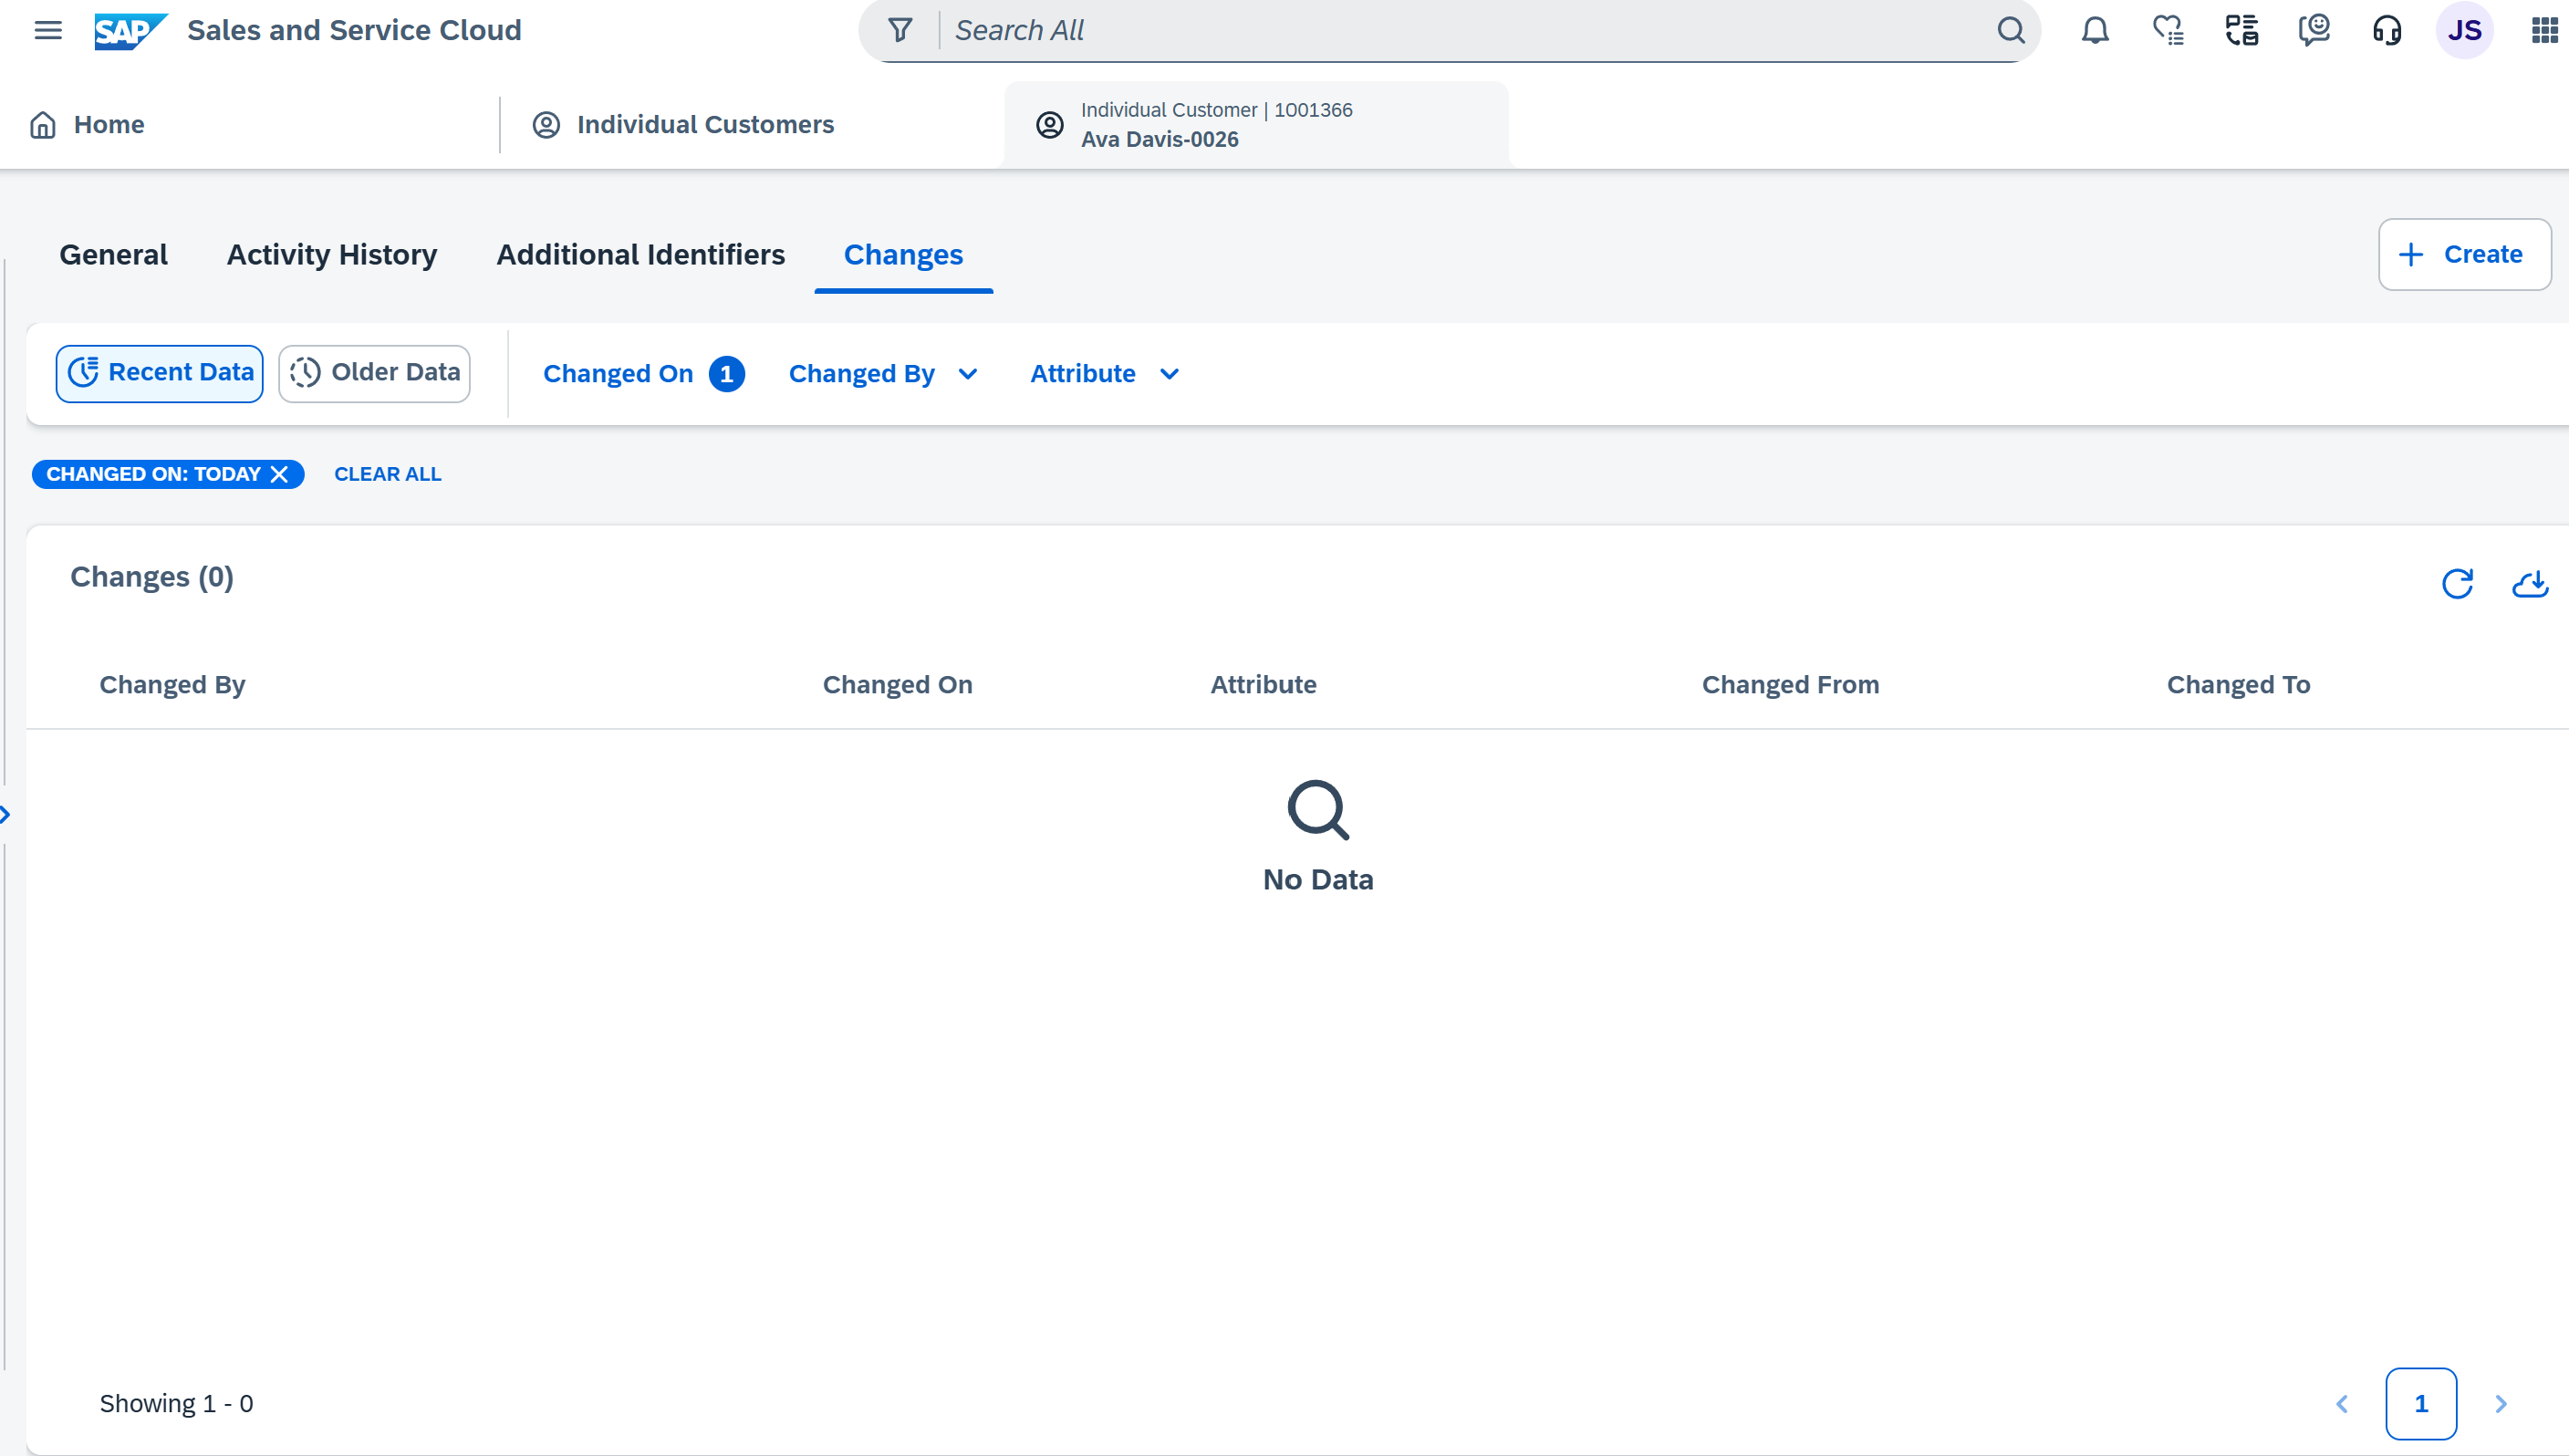 SAP Sales and Service Cloud
Search All
JS
Home
Individual Customers
Individual Customer | 1001366
Ava Davis-0026
General Activity History Additional Identifiers Changes
Create
Recent Data Older Data Changed On 1 Changed By Attribute
CHANGED ON: TODAY CLEAR ALL
Changes (0)
Changed By Changed On Attribute Changed From Changed To
No Data
Showing 1 - 0
1